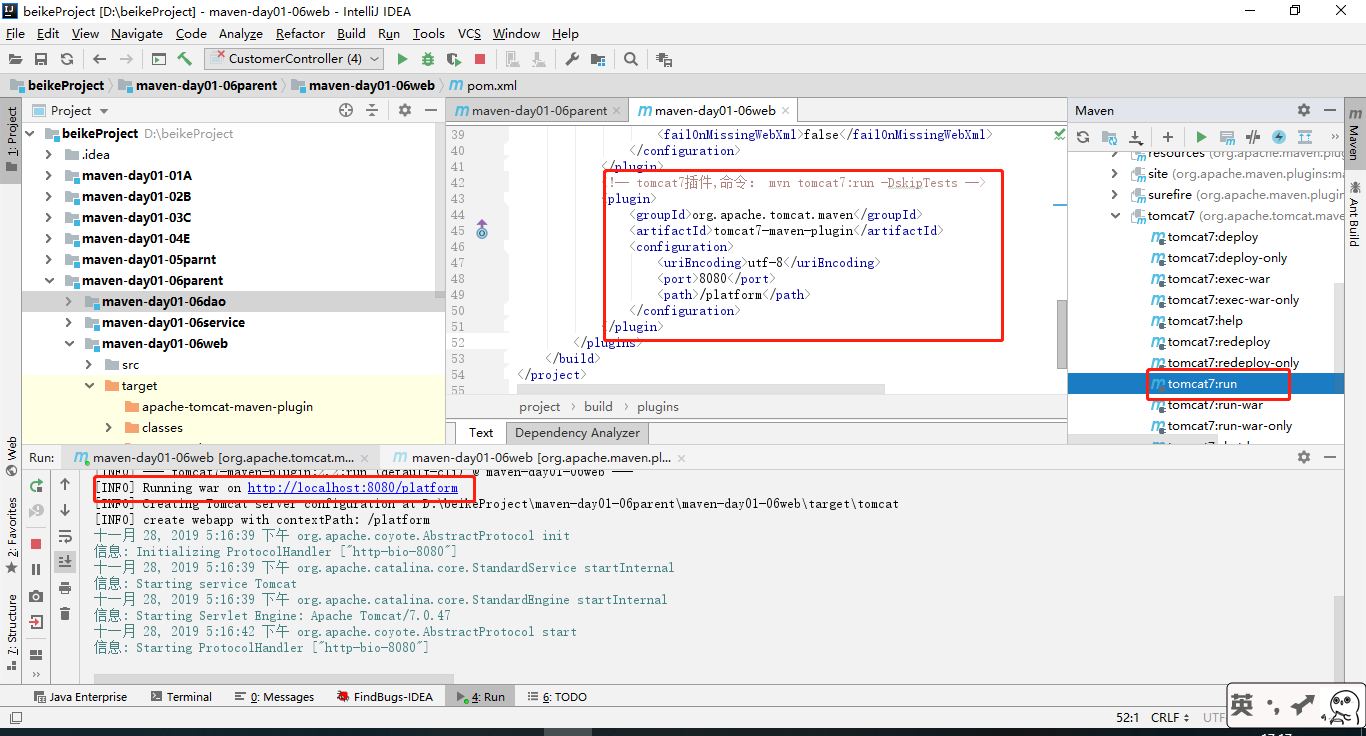 beikeProject [D:\beikeProject] - maven-day01-06web - IntelliJ IDEA
File Edit View Navigate Code Analyze Refactor Build Run Tools VCS Window Help
CustomerController (4)
beikeProject maven-day01-06parent maven-day01-06web pom.xml
1: Project
Project
beikeProject D:\beikeProject
.idea
maven-day01-01A
maven-day01-02B
maven-day01-03C
maven-day01-04E
maven-day01-05parnt
maven-day01-06parent
maven-day01-06dao
maven-day01-06service
maven-day01-06web
src
target
apache-tomcat-maven-plugin
classes
maven-day01-06parent
maven-day01-06web
39 <failOnMissingWebXml>false</failOnMissingWebXml>
40 </configuration>
41 </plugin>
42 <!-- tomcat7插件,命令: mvn tomcat7:run -DskipTests -->
43 <plugin>
44 <groupId>org.apache.tomcat.maven</groupId>
45 <artifactId>tomcat7-maven-plugin</artifactId>
46 <configuration>
47 <uriEncoding>utf-8</uriEncoding>
48 <port>8080</port>
49 <path>/platform</path>
50 </configuration>
51 </plugin>
52 </plugins>
53 </build>
54 </project>
55
project build plugins
Text Dependency Analyzer
Maven
resources (org.apache.maven.plug
site (org.apache.maven.plugins:ma
surefire (org.apache.maven.plugin
tomcat7 (org.apache.tomcat.mave
tomcat7:deploy
tomcat7:deploy-only
tomcat7:exec-war
tomcat7:exec-war-only
tomcat7:help
tomcat7:redeploy
tomcat7:redeploy-only
tomcat7:run
tomcat7:run-war
tomcat7:run-war-only
Maven
Ant Build
Web
2: Favorites
Z: Structure
Run: maven-day01-06web [org.apache.tomcat.m... maven-day01-06web [org.apache.maven.pl...
[INFO] --- tomcat7-maven-plugin:2.2:run (default-cli) @ maven-day01-06web ---
[INFO] Running war on http://localhost:8080/platform
[INFO] Creating Tomcat server configuration at D:\beikeProject\maven-day01-06parent\maven-day01-06web\target\tomcat
[INFO] create webapp with contextPath: /platform
十一月 28, 2019 5:16:39 下午 org.apache.coyote.AbstractProtocol init
信息: Initializing ProtocolHandler ["http-bio-8080"]
十一月 28, 2019 5:16:39 下午 org.apache.catalina.core.StandardService startInternal
信息: Starting service Tomcat
十一月 28, 2019 5:16:39 下午 org.apache.catalina.core.StandardEngine startInternal
信息: Starting Servlet Engine: Apache Tomcat/7.0.47
十一月 28, 2019 5:16:42 下午 org.apache.coyote.AbstractProtocol start
信息: Starting ProtocolHandler ["http-bio-8080"]
Java Enterprise Terminal 0: Messages FindBugs-IDEA 4: Run 6: TODO
52:1 CRLF UTF
英